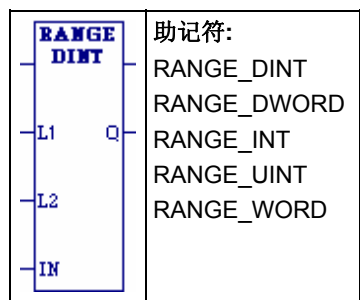 RANGE
DINT
L1 Q
L2
IN
助记符:
RANGE_DINT
RANGE_DWORD
RANGE_INT
RANGE_UINT
RANGE_WORD